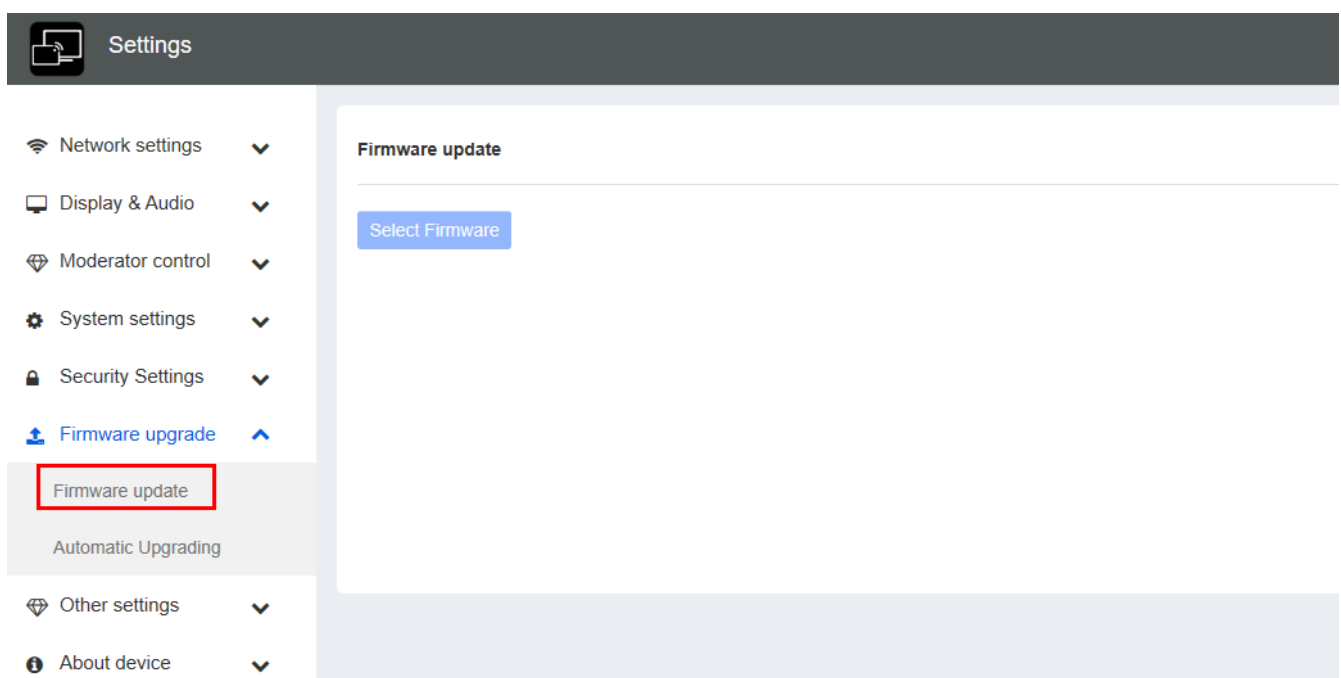 Settings
Network settings
Display & Audio
Moderator control
System settings
Security Settings
Firmware upgrade
Firmware update
Automatic Upgrading
Other settings
About device
Firmware update
Select Firmware